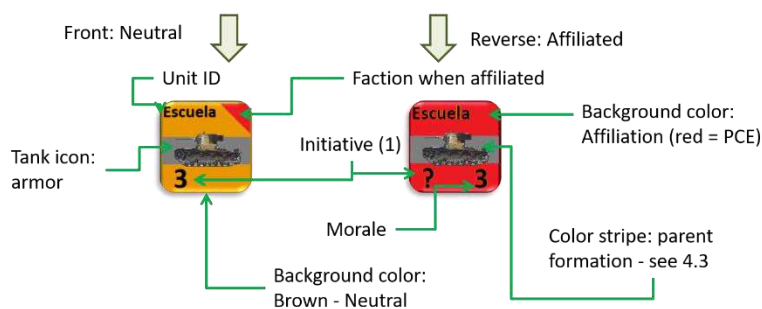 Front: Neutral
Reverse: Affiliated
Unit ID
Faction when affiliated
Escuela
Escuela
Background color:
Affiliation (red = PCE)
Initiative (1)
Tank icon:
armor
3
? 3
Morale
Color stripe: parent
formation - see 4.3
Background color:
Brown - Neutral